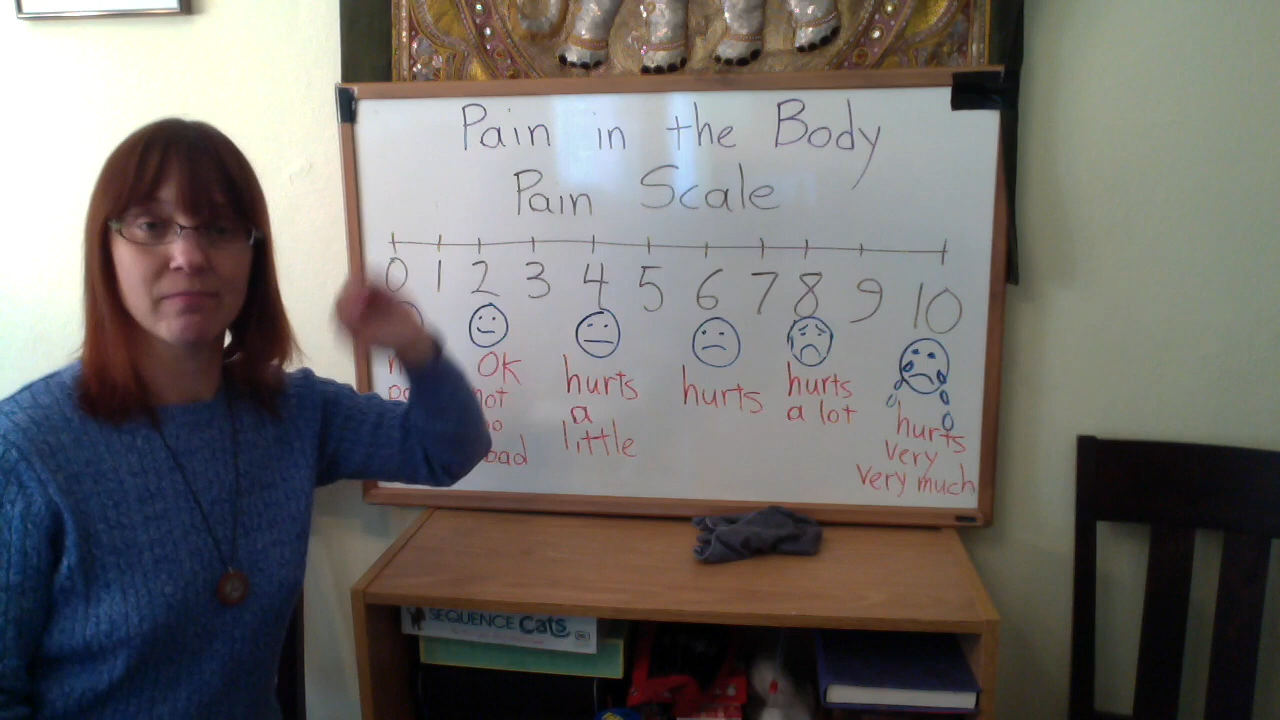 Pain in the Body
Pain Scale
0 1 2 3 4 5 6 7 8 9 10
OK
not
bad
hurts
a
little
hurts
hurts
a lot
hurts
very
very much
SEQUENCE Cats